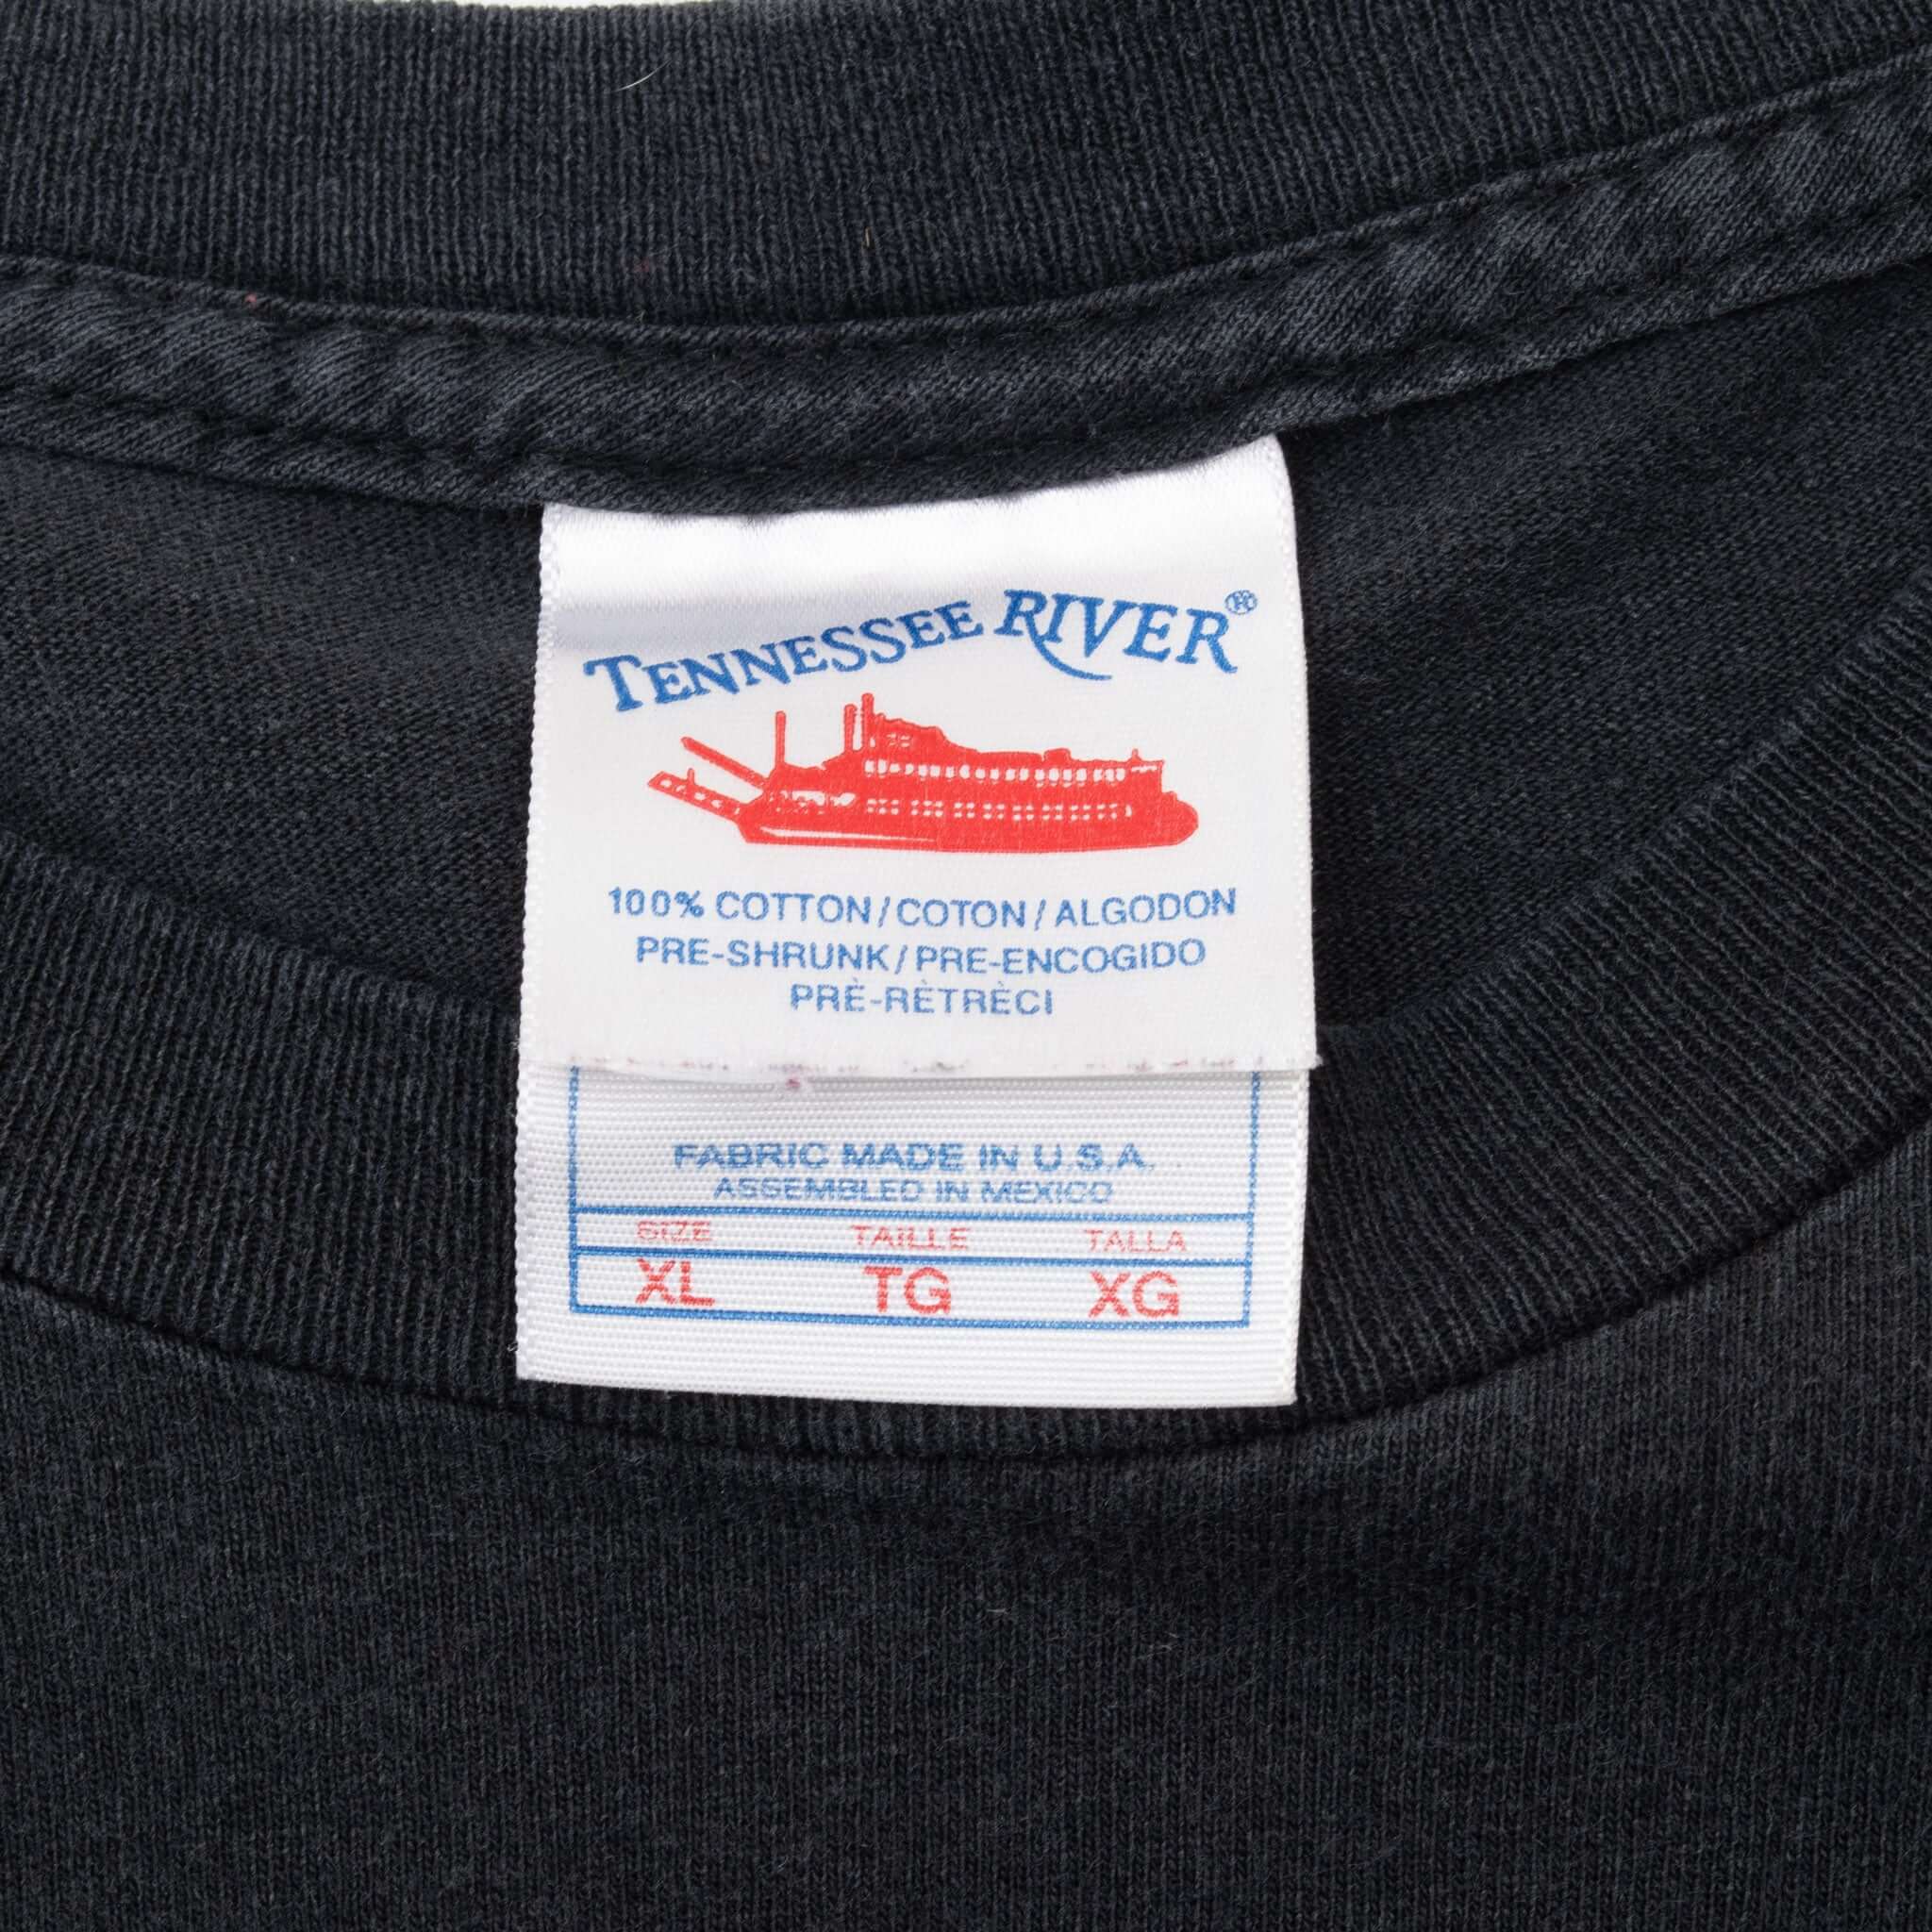 TENNESSEE RIVER®
100% COTTON/COTON/ALGODON
PRE-SHRUNK/PRE-ENCOGIDO
PRÈ-RÈTRÈCI
FABRIC MADE IN U.S.A.
ASSEMBLED IN MEXICO
SIZE TAILLE TALLA
XL TG XG